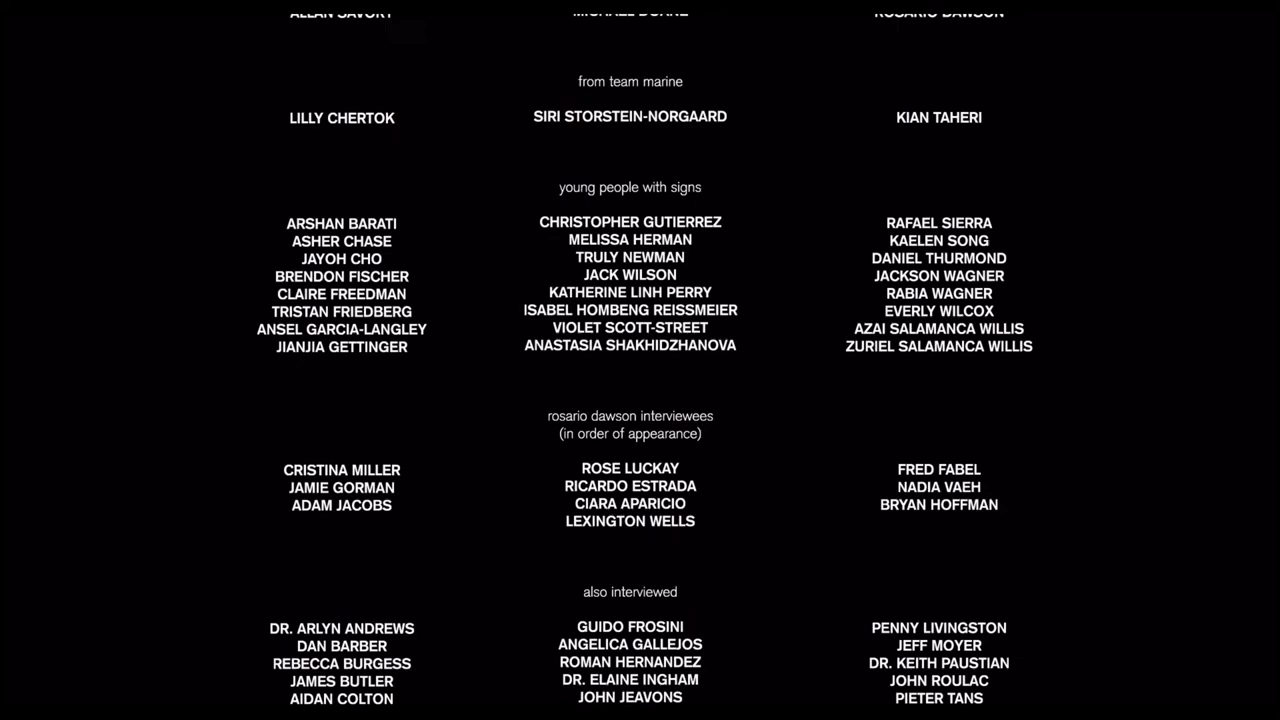 ALLAN SAVORY MICHAEL DOANE ROSARIO DAWSON
from team marine
LILLY CHERTOK SIRI STORSTEIN-NORGAARD KIAN TAHERI
young people with signs
ARSHAN BARATI CHRISTOPHER GUTIERREZ RAFAEL SIERRA
ASHER CHASE MELISSA HERMAN KAELEN SONG
JAYOH CHO TRULY NEWMAN DANIEL THURMOND
BRENDON FISCHER JACK WILSON JACKSON WAGNER
CLAIRE FREEDMAN KATHERINE LINH PERRY RABIA WAGNER
TRISTAN FRIEDBERG ISABEL HOMBENG REISSMEIER EVERLY WILCOX
ANSEL GARCIA-LANGLEY VIOLET SCOTT-STREET AZAI SALAMANCA WILLIS
JIANJIA GETTINGER ANASTASIA SHAKHIDZHANOVA ZURIEL SALAMANCA WILLIS
rosario dawson interviewees
(in order of appearance)
CRISTINA MILLER ROSE LUCKAY FRED FABEL
JAMIE GORMAN RICARDO ESTRADA NADIA VAEH
ADAM JACOBS CIARA APARICIO BRYAN HOFFMAN
LEXINGTON WELLS
also interviewed
DR. ARLYN ANDREWS GUIDO FROSINI PENNY LIVINGSTON
DAN BARBER ANGELICA GALLEJOS JEFF MOYER
REBECCA BURGESS ROMAN HERNANDEZ DR. KEITH PAUSTIAN
JAMES BUTLER DR. ELAINE INGHAM JOHN ROULAC
AIDAN COLTON JOHN JEAVONS PIETER TANS